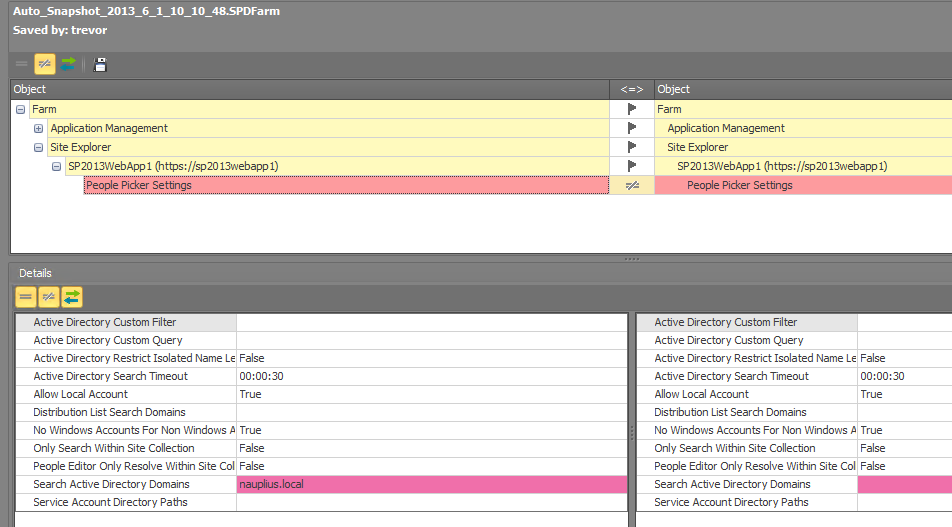 Auto_Snapshot_2013_6_1_10_10_48.SPDFarm
Saved by: trevor
Object <=> Object
Farm Farm
Application Management Application Management
Site Explorer Site Explorer
SP2013WebApp1 (https://sp2013webapp1) SP2013WebApp1 (https://sp2013webapp1)
People Picker Settings People Picker Settings
Details
Active Directory Custom Filter Active Directory Custom Filter
Active Directory Custom Query Active Directory Custom Query
Active Directory Restrict Isolated Name Le False Active Directory Restrict Isolated Name Le False
Active Directory Search Timeout 00:00:30 Active Directory Search Timeout 00:00:30
Allow Local Account True Allow Local Account True
Distribution List Search Domains Distribution List Search Domains
No Windows Accounts For Non Windows A True No Windows Accounts For Non Windows A True
Only Search Within Site Collection False Only Search Within Site Collection False
People Editor Only Resolve Within Site Col False People Editor Only Resolve Within Site Col False
Search Active Directory Domains nauplius.local Search Active Directory Domains
Service Account Directory Paths Service Account Directory Paths